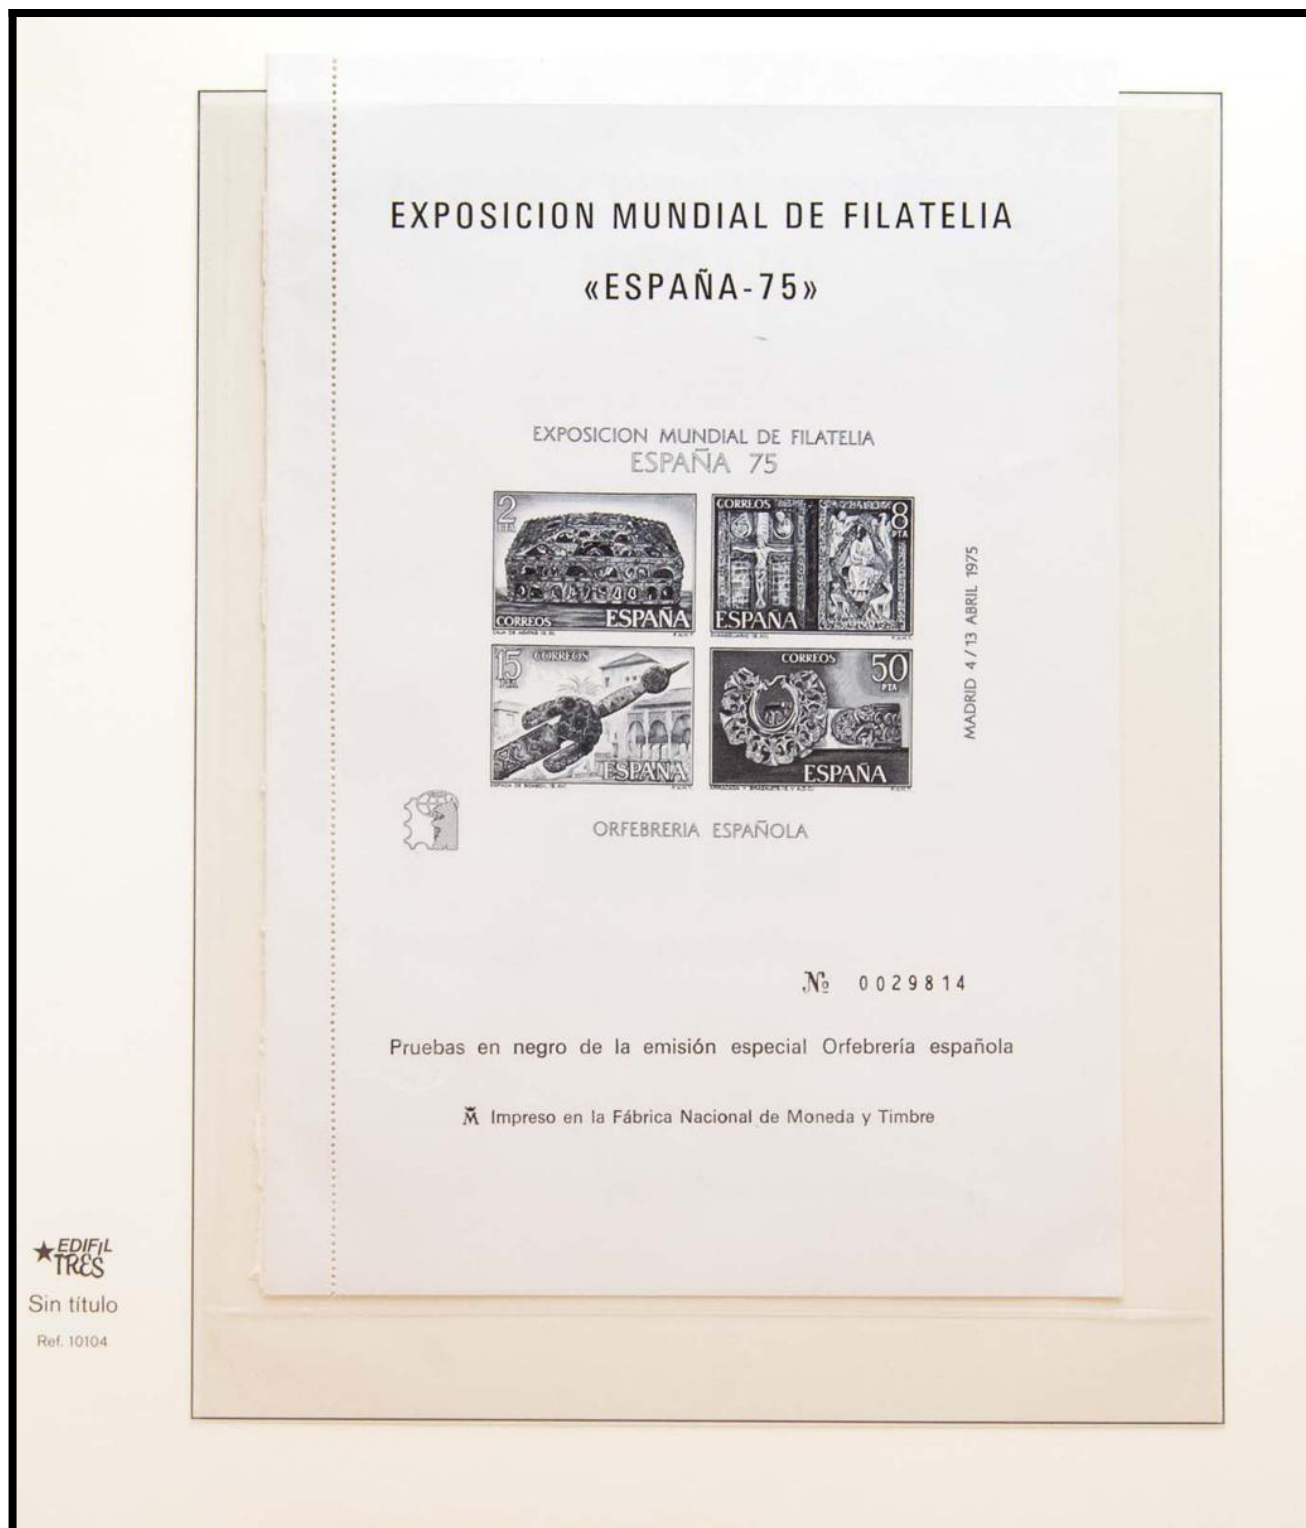 EXPOSICION MUNDIAL DE FILATELIA
«ESPAÑA-75»
EXPOSICION MUNDIAL DE FILATELIA
ESPAÑA 75
2
CORREOS ESPAÑA
CORREOS 8
PTA
ESPAÑA
15 CORREOS
ESPAÑA
CORREOS 50
PTA
ESPAÑA
MADRID 4/13 ABRIL 1975
ORFEBRERIA ESPAÑOLA
№ 0029814
Pruebas en negro de la emisión especial Orfebrería española
M Impreso en la Fábrica Nacional de Moneda y Timbre
EDIFIL
TRES
Sin título
Ref. 10104